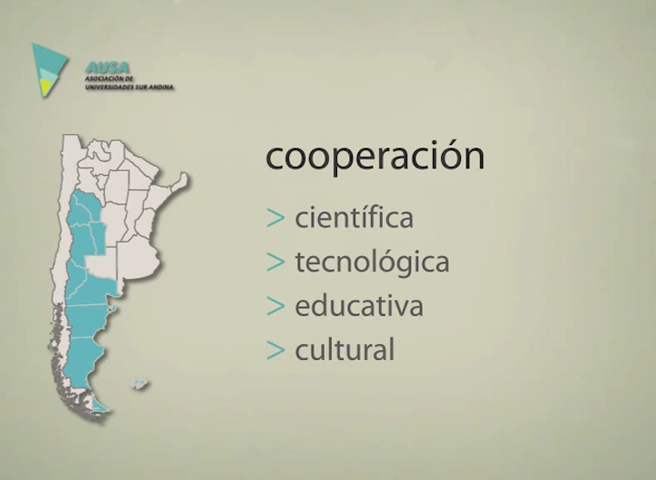 AUSA
ASOCIACIÓN DE
UNIVERSIDADES SUR ANDINA
cooperación
> científica
> tecnológica
> educativa
> cultural